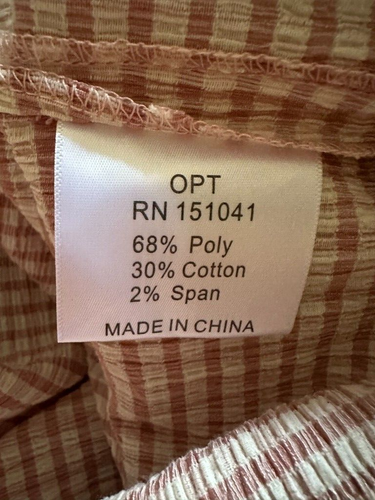 OPT
RN 151041
68% Poly
30% Cotton
2% Span
MADE IN CHINA